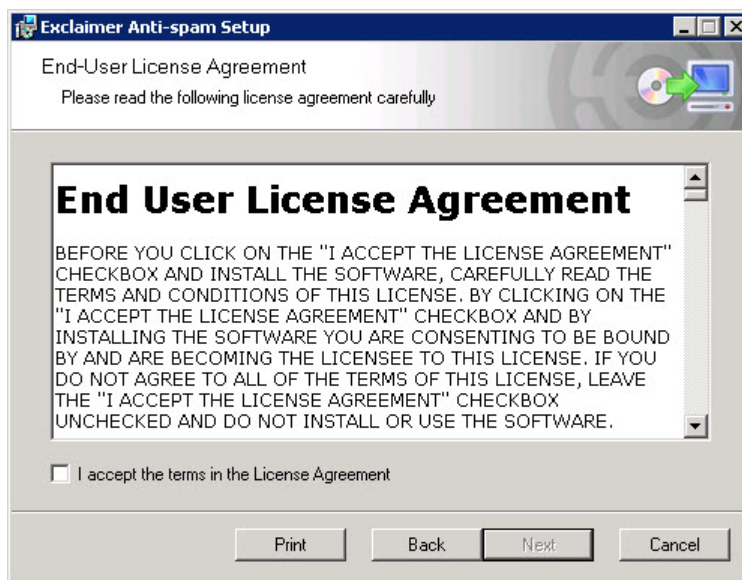 Exclaimer Anti-spam Setup
End-User License Agreement
Please read the following license agreement carefully
End User License Agreement
BEFORE YOU CLICK ON THE "I ACCEPT THE LICENSE AGREEMENT"
CHECKBOX AND INSTALL THE SOFTWARE, CAREFULLY READ THE
TERMS AND CONDITIONS OF THIS LICENSE. BY CLICKING ON THE
"I ACCEPT THE LICENSE AGREEMENT" CHECKBOX AND BY
INSTALLING THE SOFTWARE YOU ARE CONSENTING TO BE BOUND
BY AND ARE BECOMING THE LICENSEE TO THIS LICENSE. IF YOU
DO NOT AGREE TO ALL OF THE TERMS OF THIS LICENSE, LEAVE
THE "I ACCEPT THE LICENSE AGREEMENT" CHECKBOX
UNCHECKED AND DO NOT INSTALL OR USE THE SOFTWARE.
I accept the terms in the License Agreement
Print Back Next Cancel